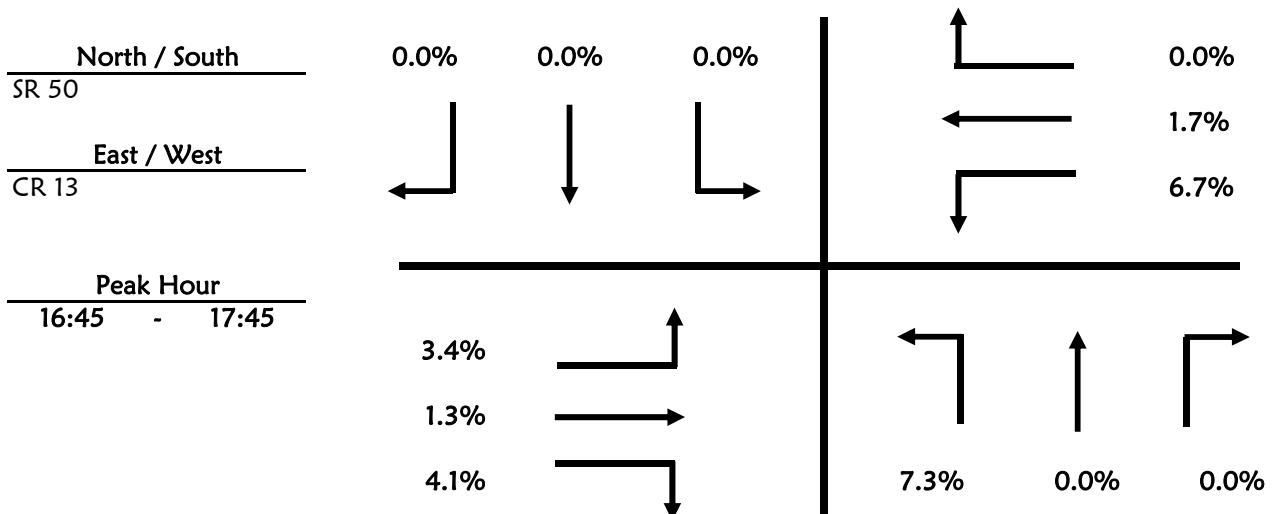 North / South
SR 50
East / West
CR 13
Peak Hour
16:45 - 17:45
0.0% 0.0% 0.0%
0.0%
1.7%
6.7%
3.4%
1.3%
4.1%
7.3% 0.0% 0.0%